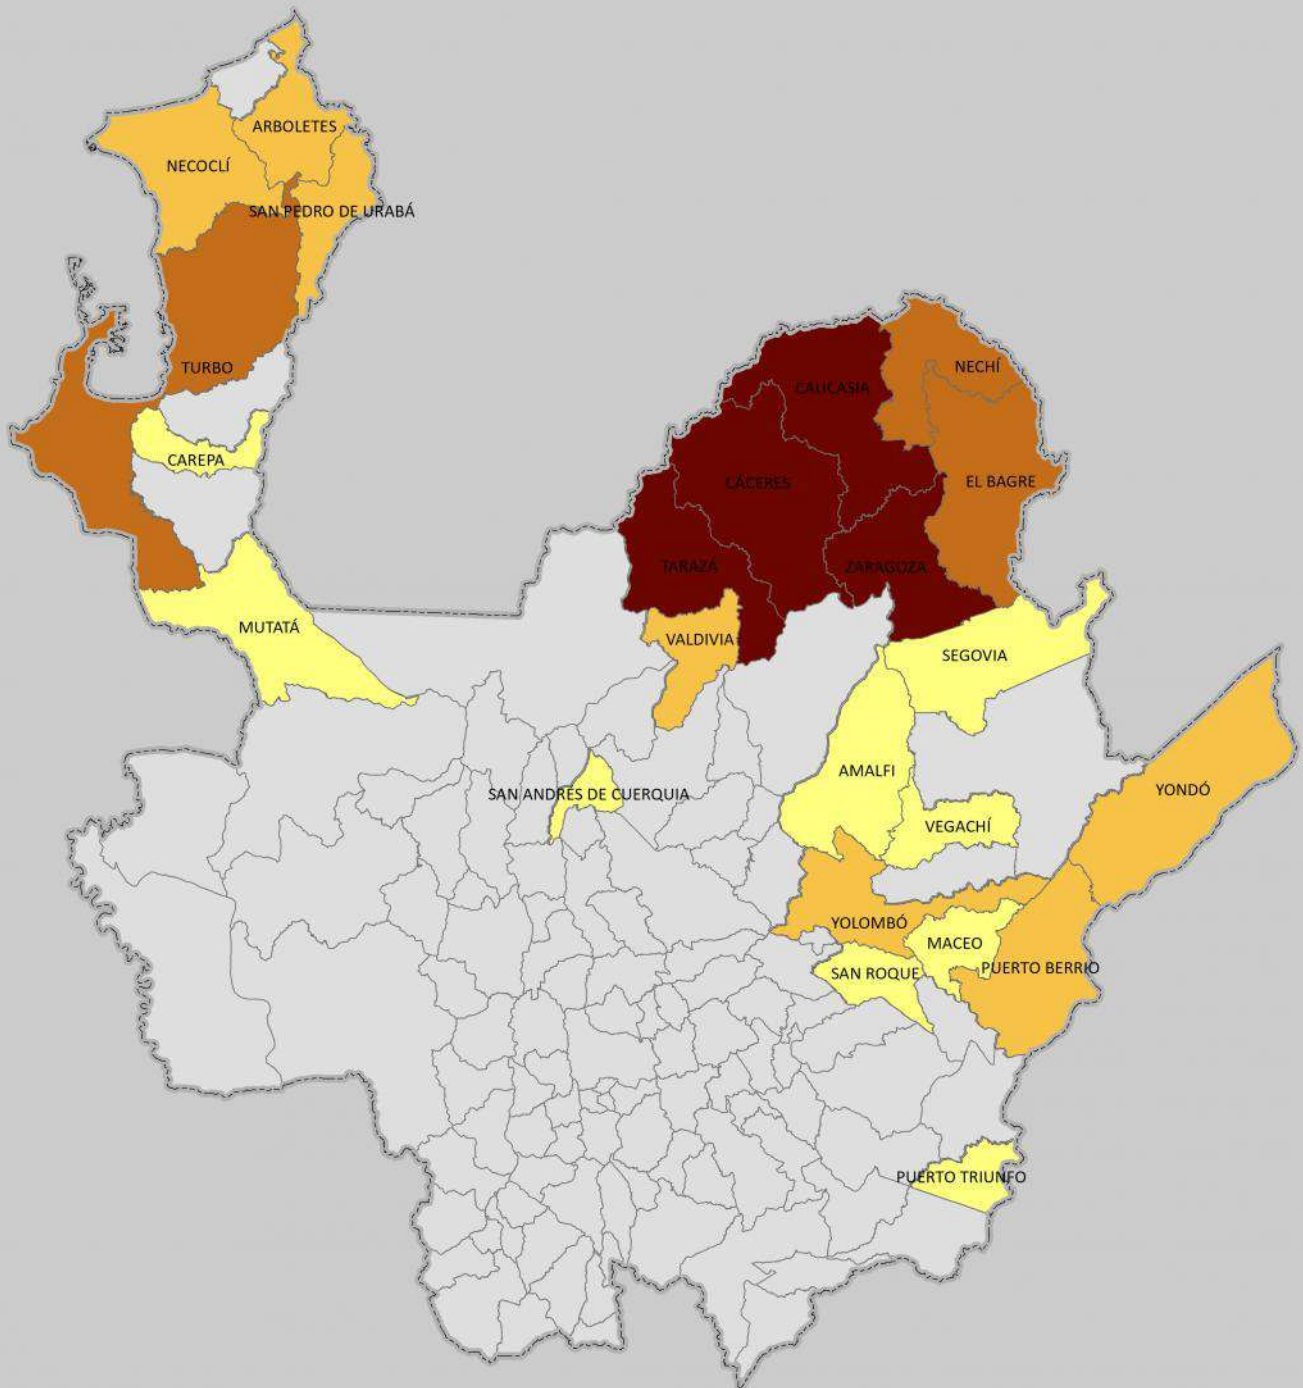 ARBOLETES
NECOCLÍ
SAN PEDRO DE URABÁ
TURBO
NECHÍ
CAUCASIA
CAREPA
EL BAGRE
CÁCERES
TARAZÁ
ZARAGOZA
MUTATÁ
VALDIVIA
SEGOVIA
AMALFI
YONDÓ
SAN ANDRÉS DE CUERQUIA
VEGACHÍ
YOLOMBÓ
MACEO
PUERTO BERRIO
SAN ROQUE
PUERTO TRIUNFO